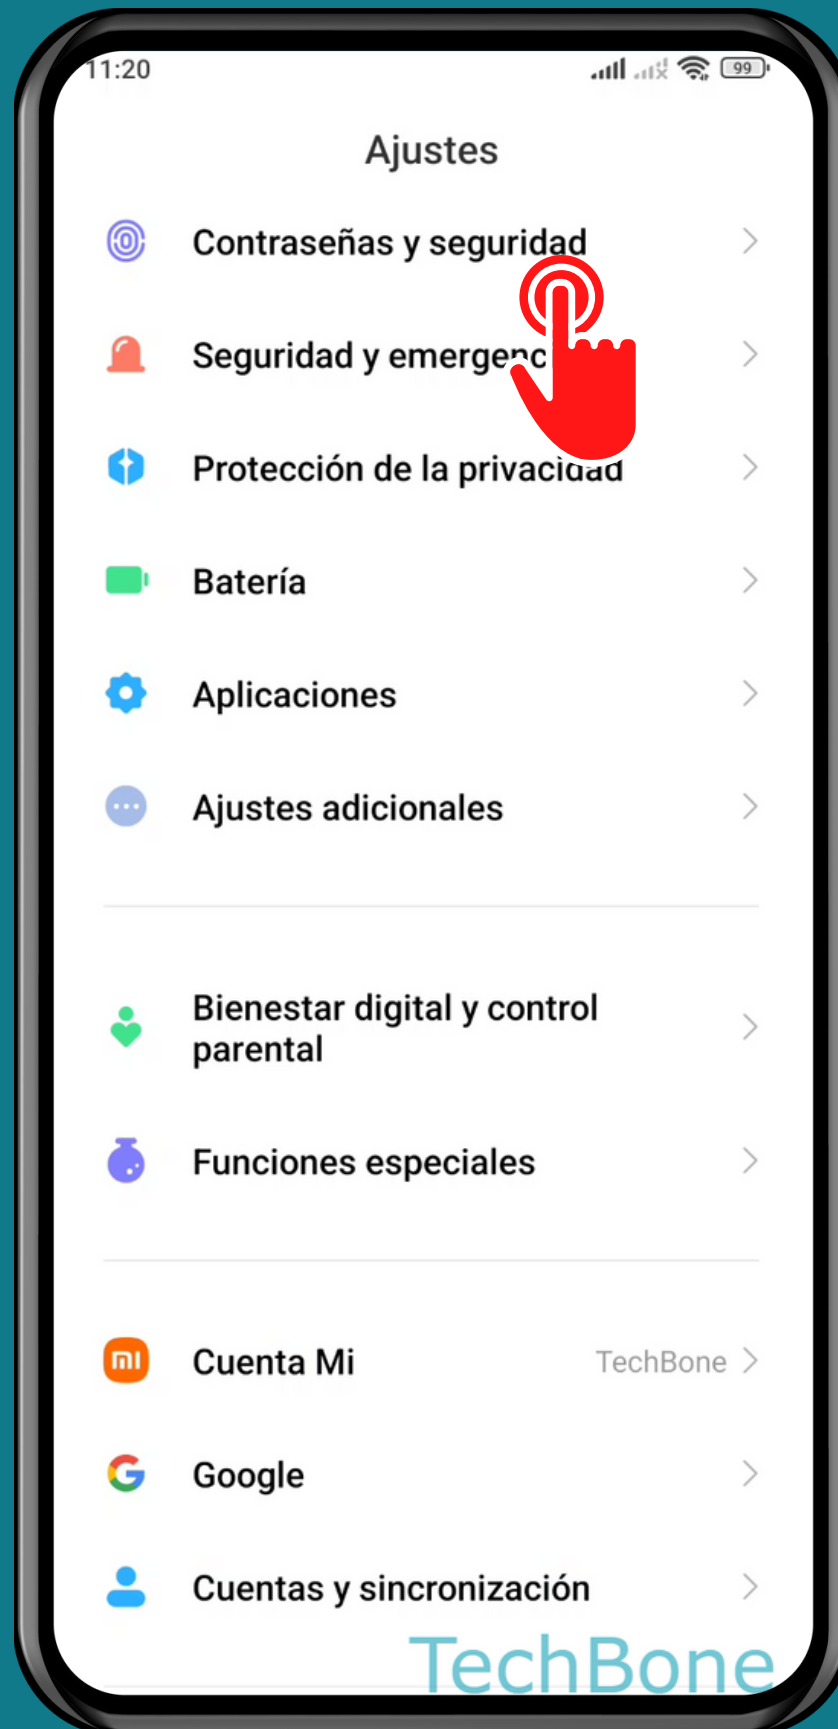 11:20
99
Ajustes
Contraseñas y seguridad
Seguridad y emergenc
Protección de la privacidad
Batería
Aplicaciones
Ajustes adicionales
Bienestar digital y control
parental
Funciones especiales
Cuenta Mi
TechBone
Google
Cuentas y sincronización
TechBone